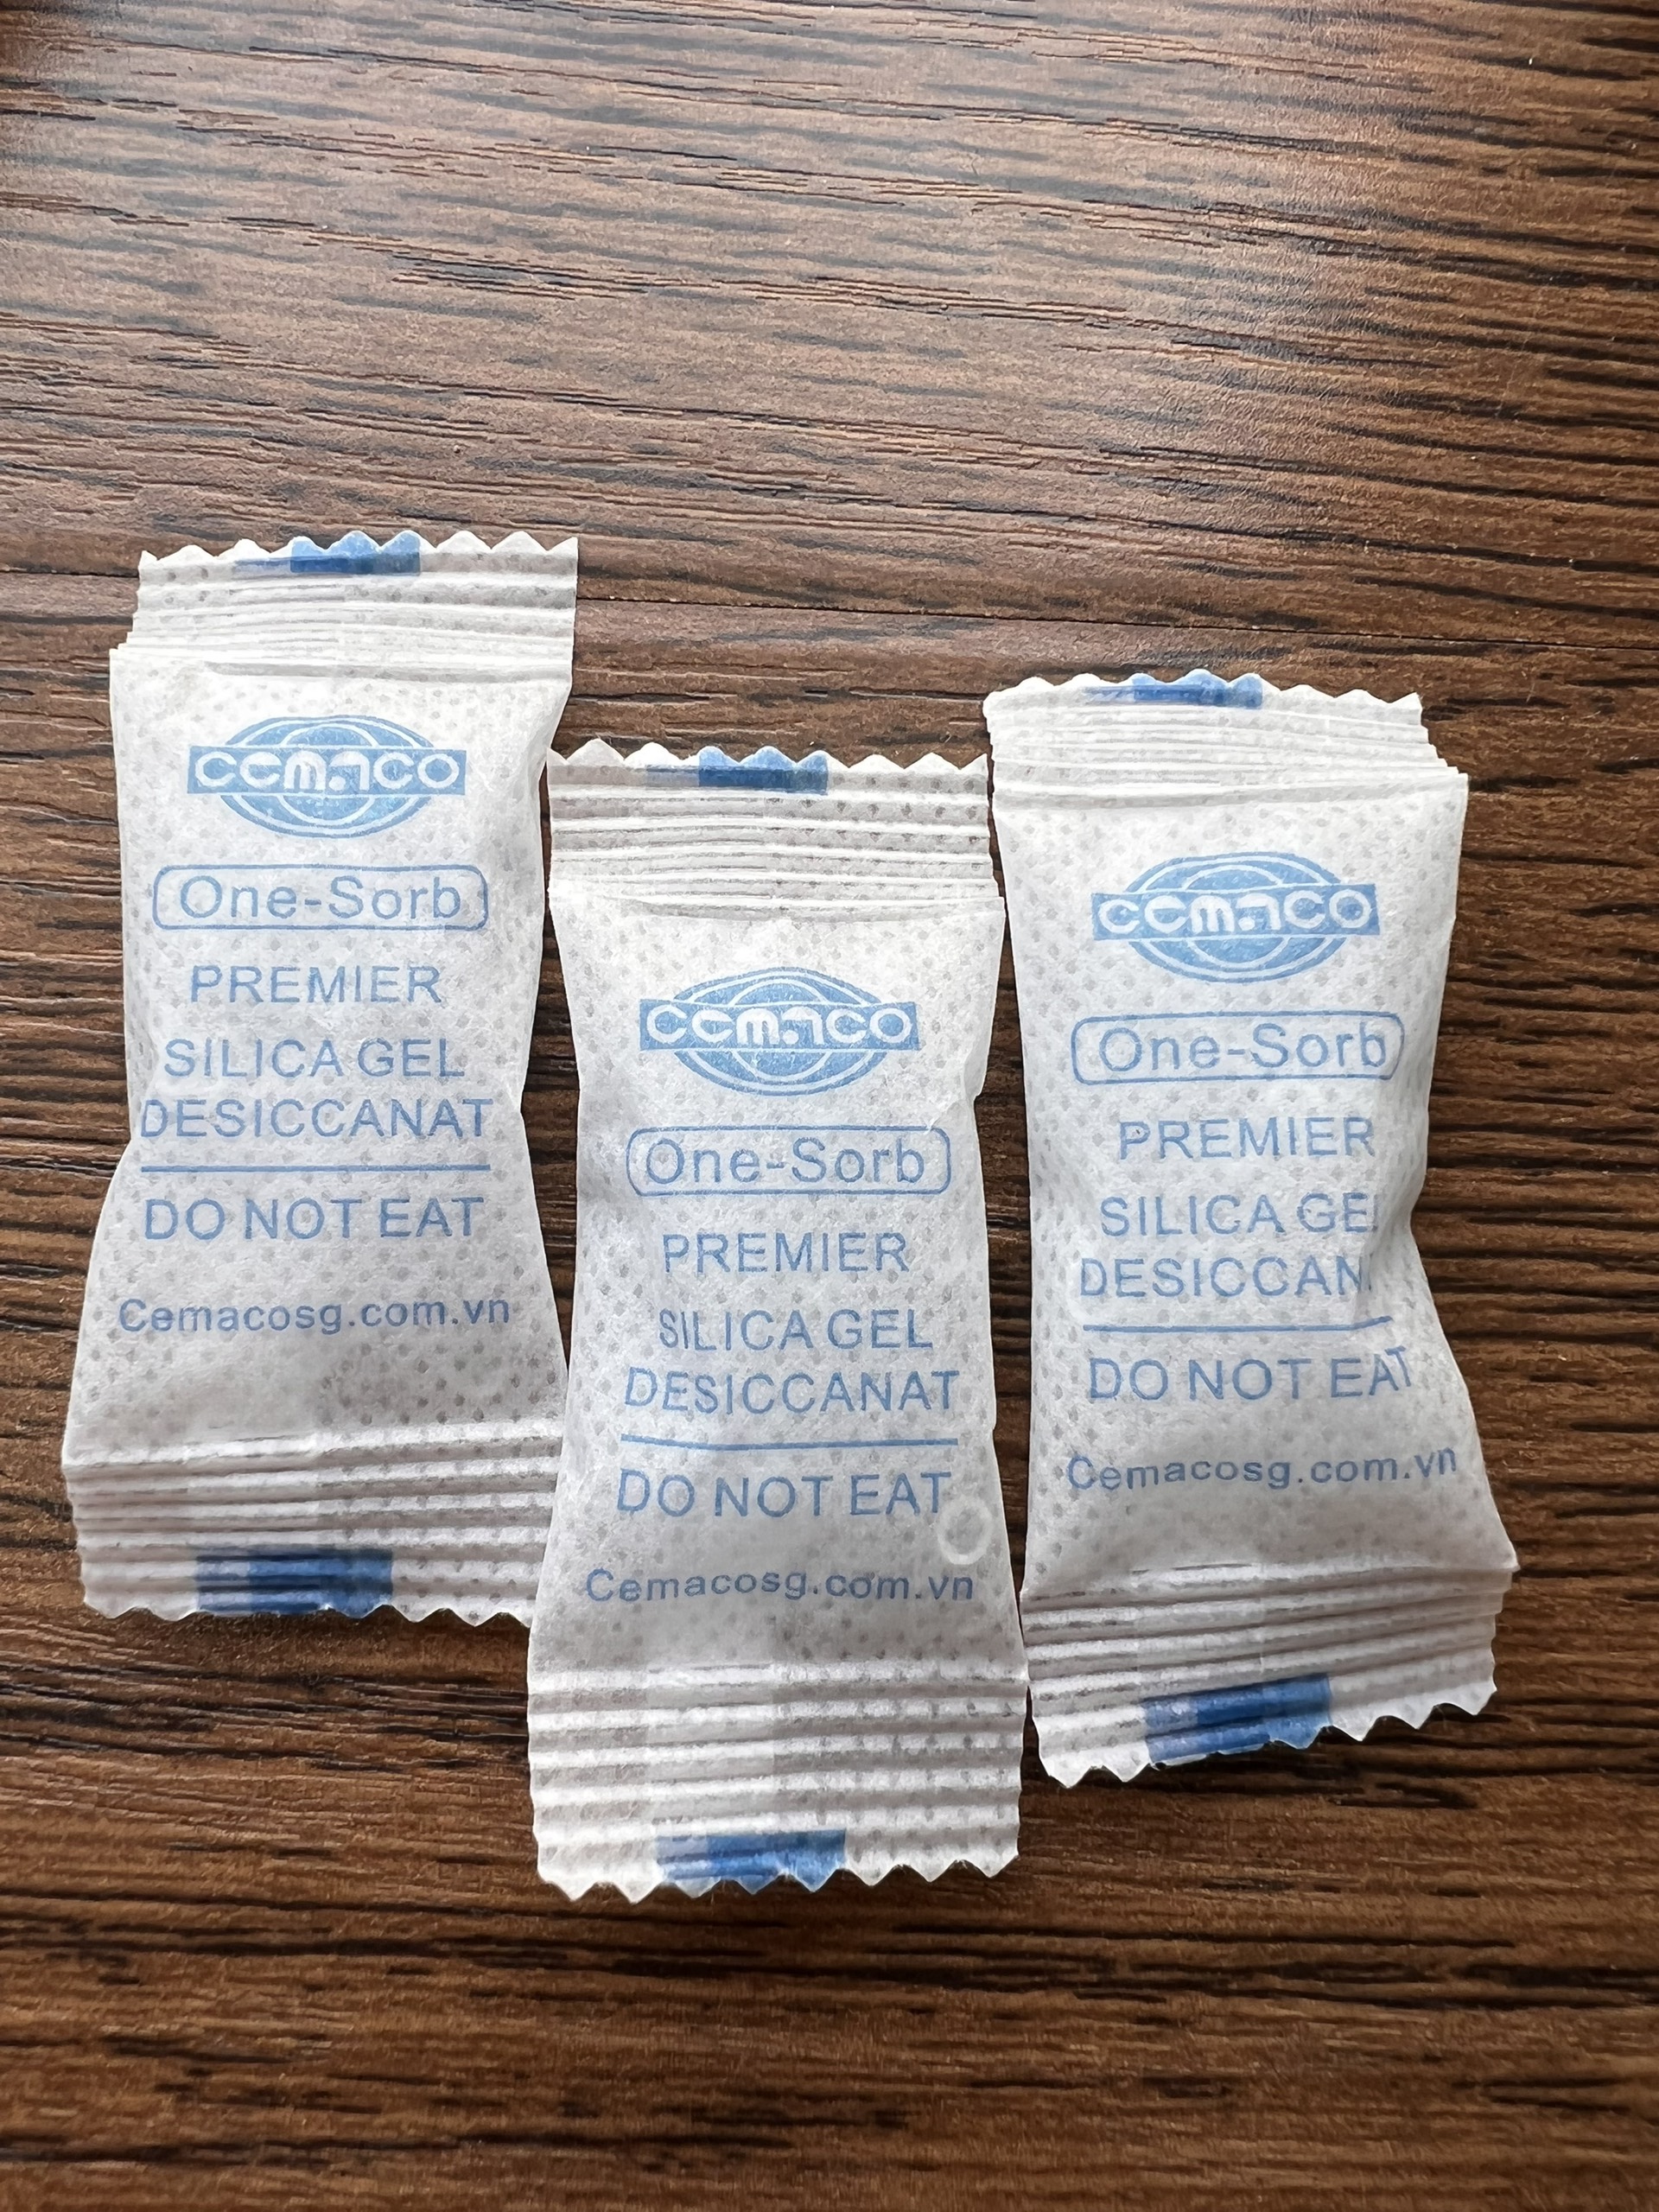 cemaco
One-Sorb
PREMIER
SILICA GEL
DESICCANAT
DO NOT EAT
Cemacosg.com.vn
cemaco
One-Sorb
PREMIER
SILICA GEL
DESICCANAT
DO NOT EAT
Cemacosg.com.vn
cemaco
One-Sorb
PREMIER
SILICA GEL
DESICCAN
DO NOT EAT
Cemacosg.com.vn